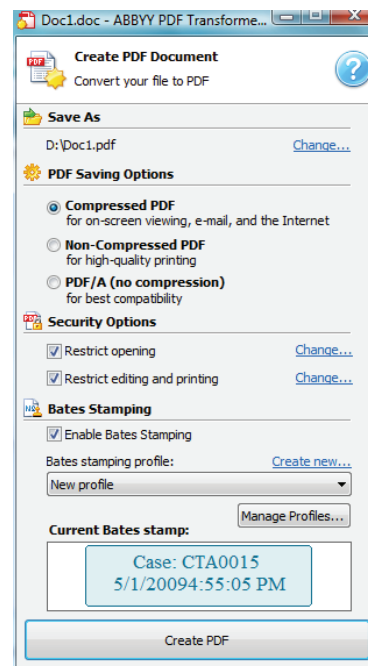 Doc1.doc - ABBYY PDF Transforme...
Create PDF Document
Convert your file to PDF
Save As
D:\Doc1.pdf Change...
PDF Saving Options
Compressed PDF
for on-screen viewing, e-mail, and the Internet
Non-Compressed PDF
for high-quality printing
PDF/A (no compression)
for best compatibility
Security Options
Restrict opening Change...
Restrict editing and printing Change...
Bates Stamping
Enable Bates Stamping
Bates stamping profile: Create new...
New profile
Manage Profiles...
Current Bates stamp:
Case: CTA0015
5/1/20094:55:05 PM
Create PDF